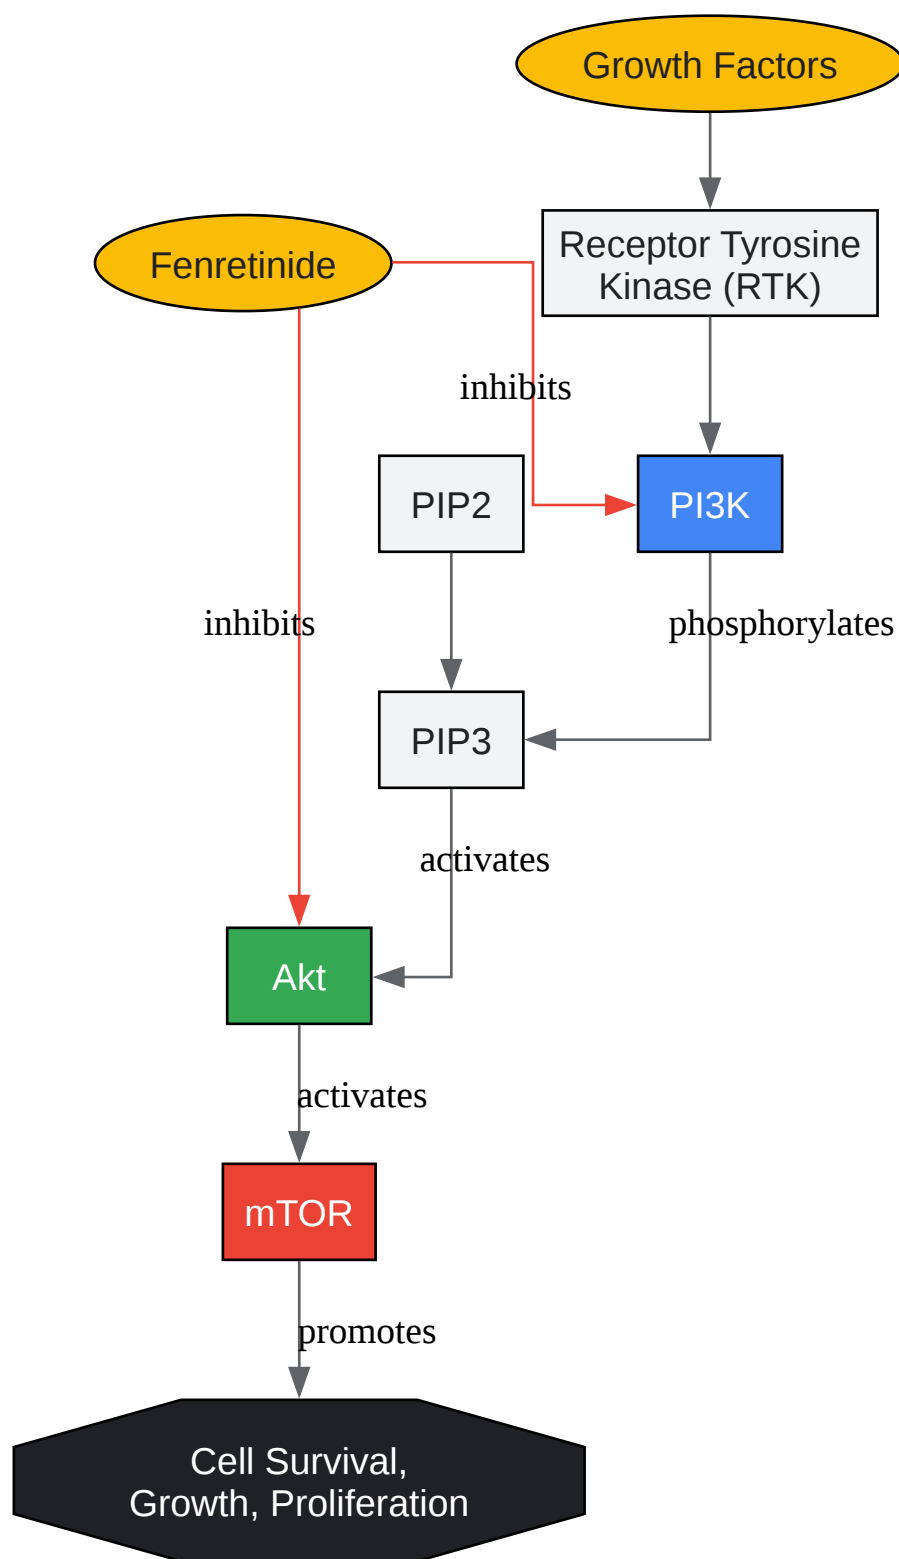 Growth Factors
Fenretinide
Receptor Tyrosine
Kinase (RTK)
inhibits
PIP2
PI3K
inhibits
phosphorylates
PIP3
activates
Akt
activates
mTOR
promotes
Cell Survival,
Growth, Proliferation